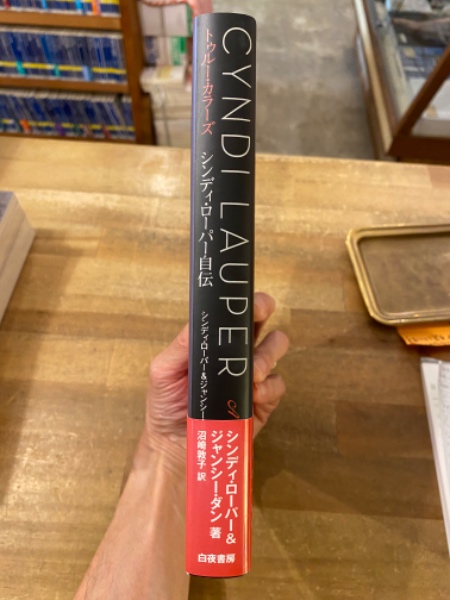 CYNDI LAUPER
トゥルー・カラーズ
シンディ・ローパー自伝
シンディ・ローパー&ジャンシー
シンディ・ローパー&
ジャンシー・ダン 著
沼崎敦子 訳
白夜書房